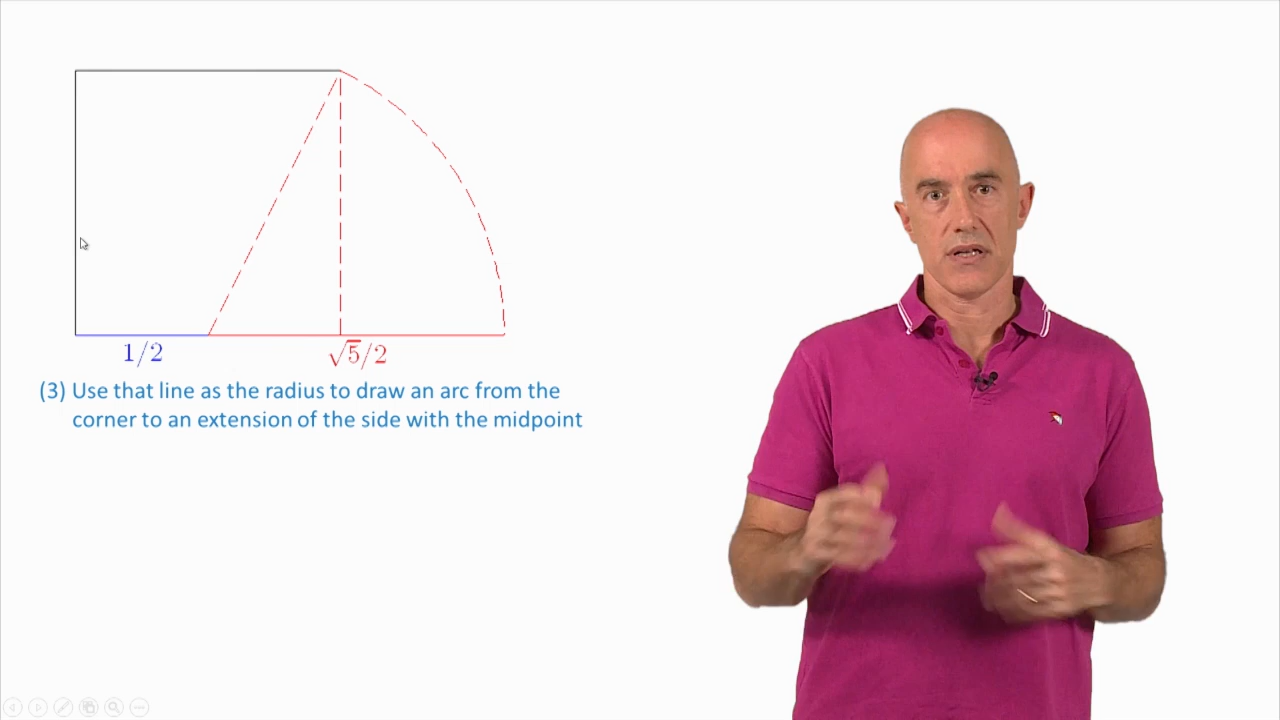 1/2
√5/2
(3) Use that line as the radius to draw an arc from the
corner to an extension of the side with the midpoint